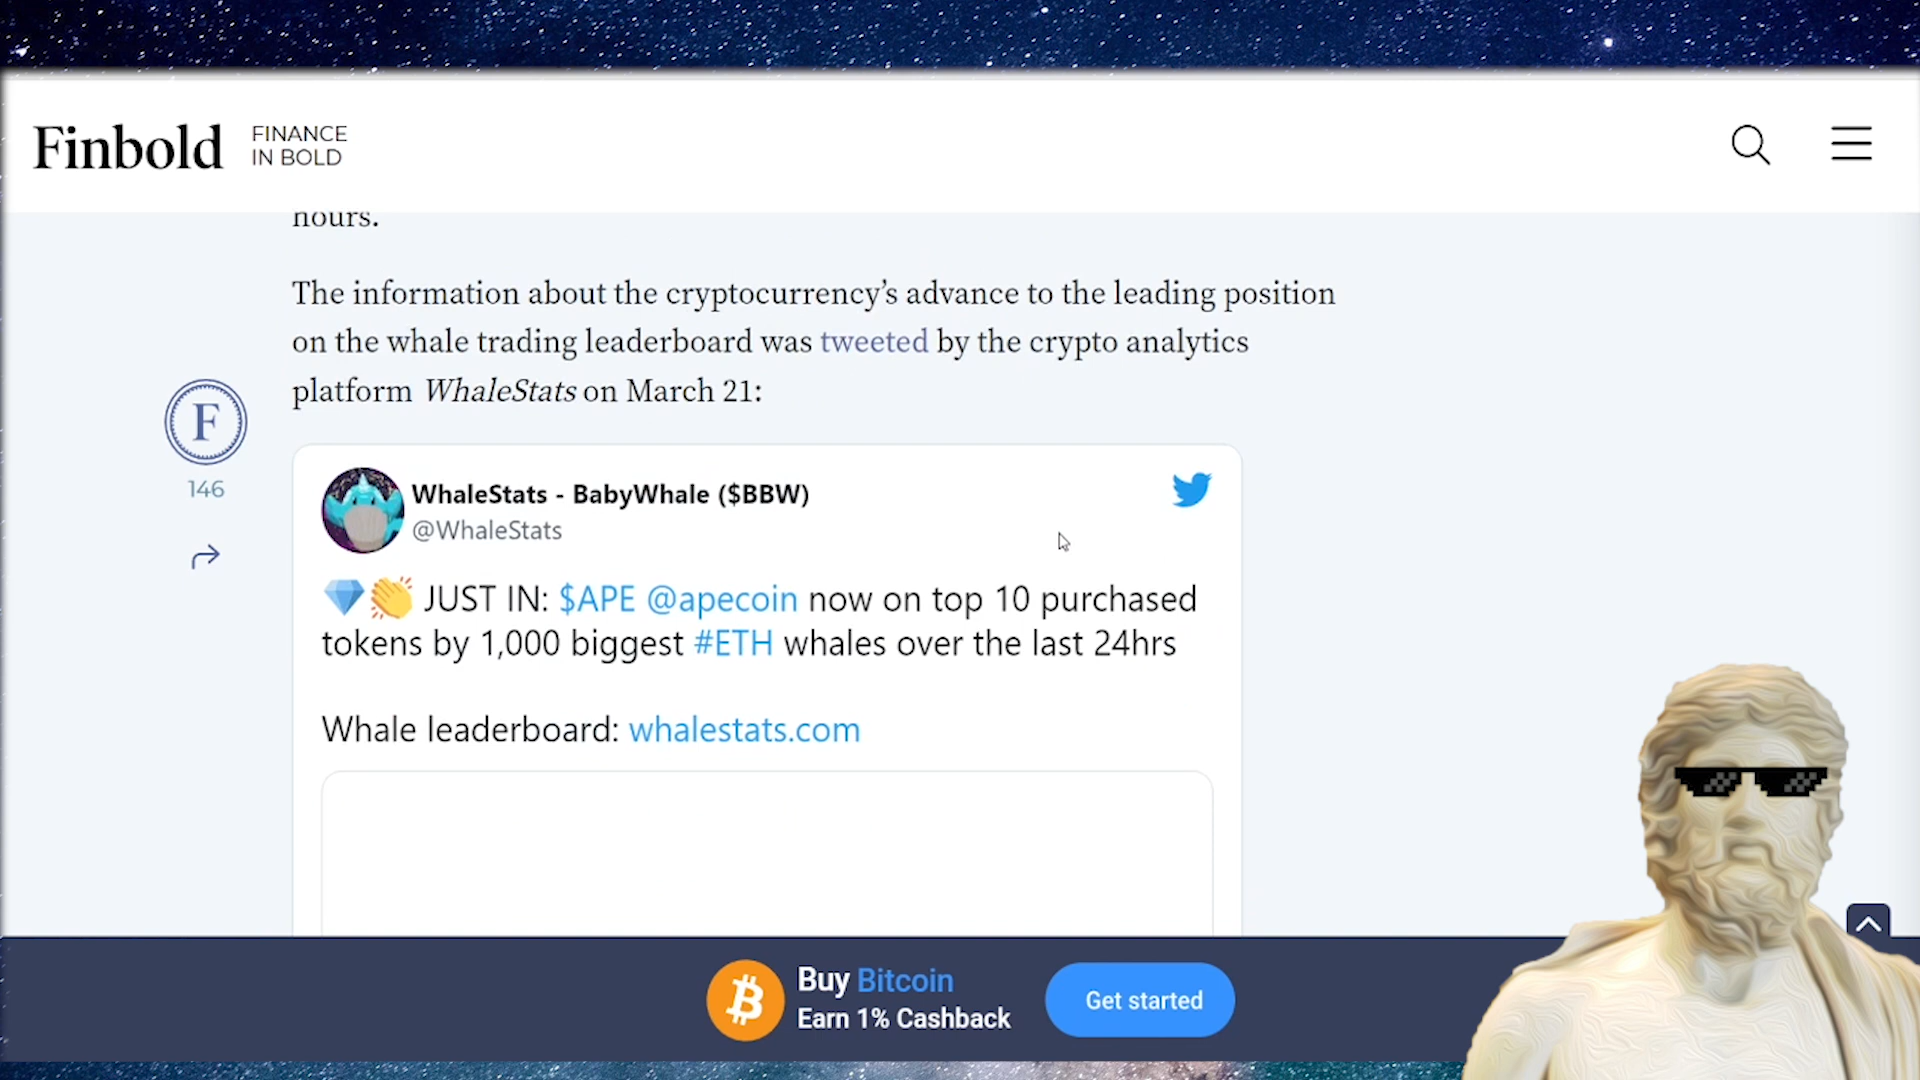 Finbold
FINANCE
IN BOLD
hours.
The information about the cryptocurrency’s advance to the leading position
on the whale trading leaderboard was tweeted by the crypto analytics
platform WhaleStats on March 21:
F
146
WhaleStats - BabyWhale ($BBW)
@WhaleStats
💎👏 JUST IN: $APE @apecoin now on top 10 purchased
tokens by 1,000 biggest #ETH whales over the last 24hrs
Whale leaderboard: whalestats.com
Buy Bitcoin
Earn 1% Cashback
Get started